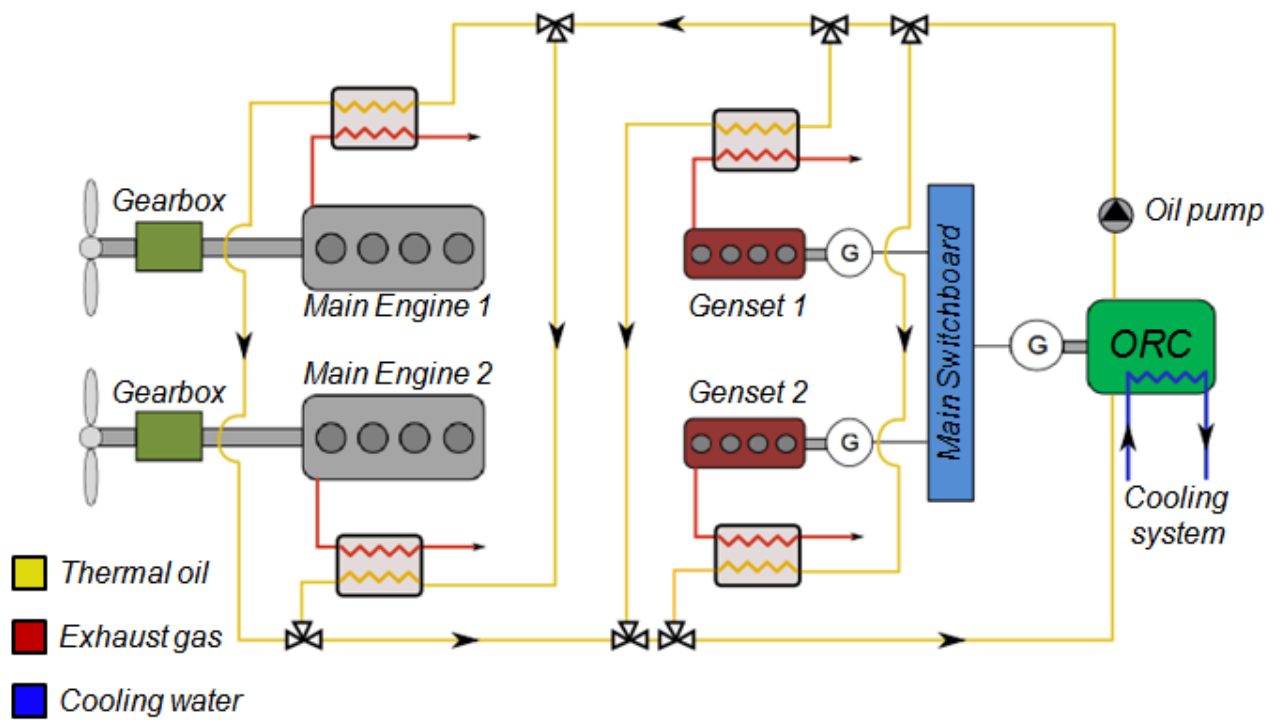 Gearbox
Main Engine 1
Gearbox
Main Engine 2
Genset 1
G
Genset 2
G
Main Switchboard
G
ORC
Oil pump
Cooling
system
Thermal oil
Exhaust gas
Cooling water